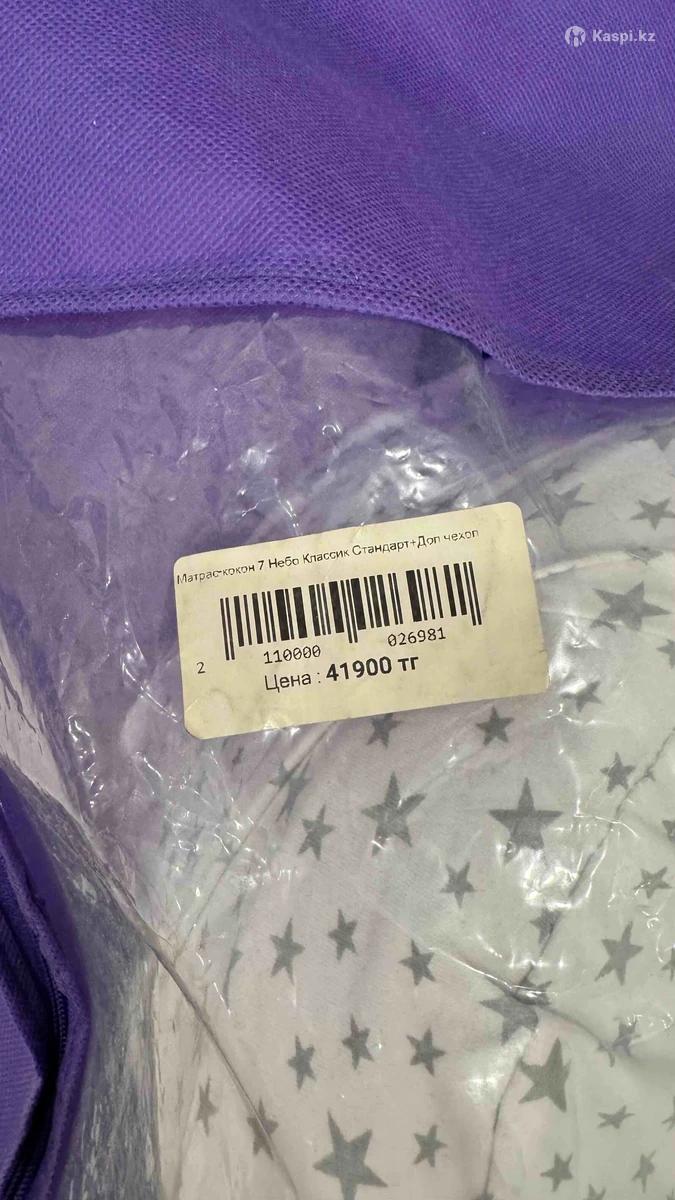 Kaspi.kz
Матрас-кокон 7 Небо Классик Стандарт+Доп чехол
2 110000 026981
Цена : 41900 тг